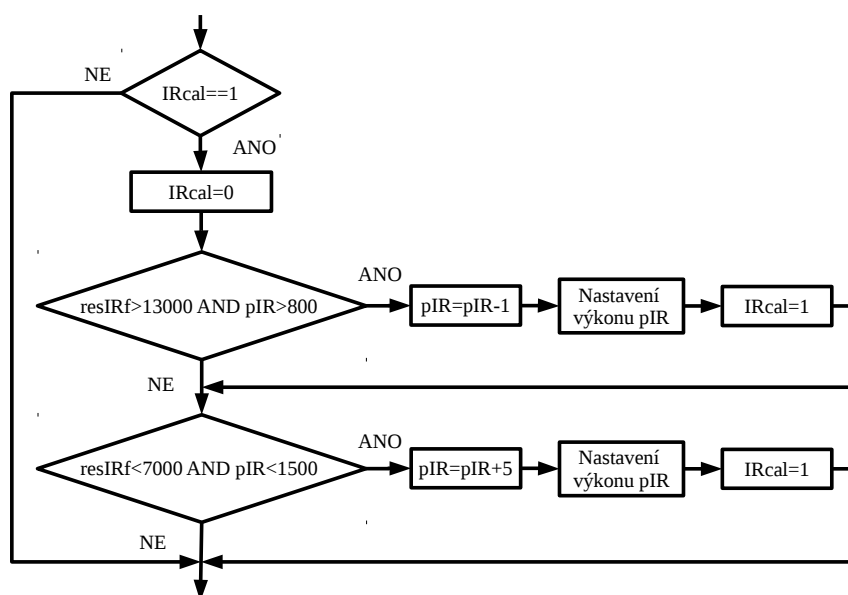 NE
IRcal==1
ANO
IRcal=0
resIRf>13000 AND pIR>800
ANO
pIR=pIR-1
Nastavení
výkonu pIR
IRcal=1
NE
resIRf<7000 AND pIR<1500
ANO
pIR=pIR+5
Nastavení
výkonu pIR
IRcal=1
NE